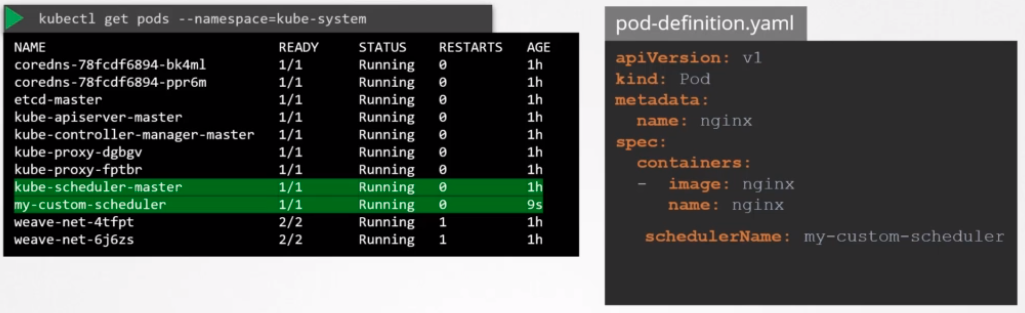 kubectl get pods --namespace=kube-system
NAME READY STATUS RESTARTS AGE
coredns-78fcdf6894-bk4ml 1/1 Running 0 1h
coredns-78fcdf6894-ppr6m 1/1 Running 0 1h
etcd-master 1/1 Running 0 1h
kube-apiserver-master 1/1 Running 0 1h
kube-controller-manager-master 1/1 Running 0 1h
kube-proxy-dgbgv 1/1 Running 0 1h
kube-proxy-fptbr 1/1 Running 0 1h
kube-scheduler-master 1/1 Running 0 1h
my-custom-scheduler 1/1 Running 0 9s
weave-net-4tfpt 2/2 Running 1 1h
weave-net-6j6zs 2/2 Running 1 1h
pod-definition.yaml
apiVersion: v1
kind: Pod
metadata:
  name: nginx
spec:
  containers:
  - image: nginx
    name: nginx
  schedulerName: my-custom-scheduler